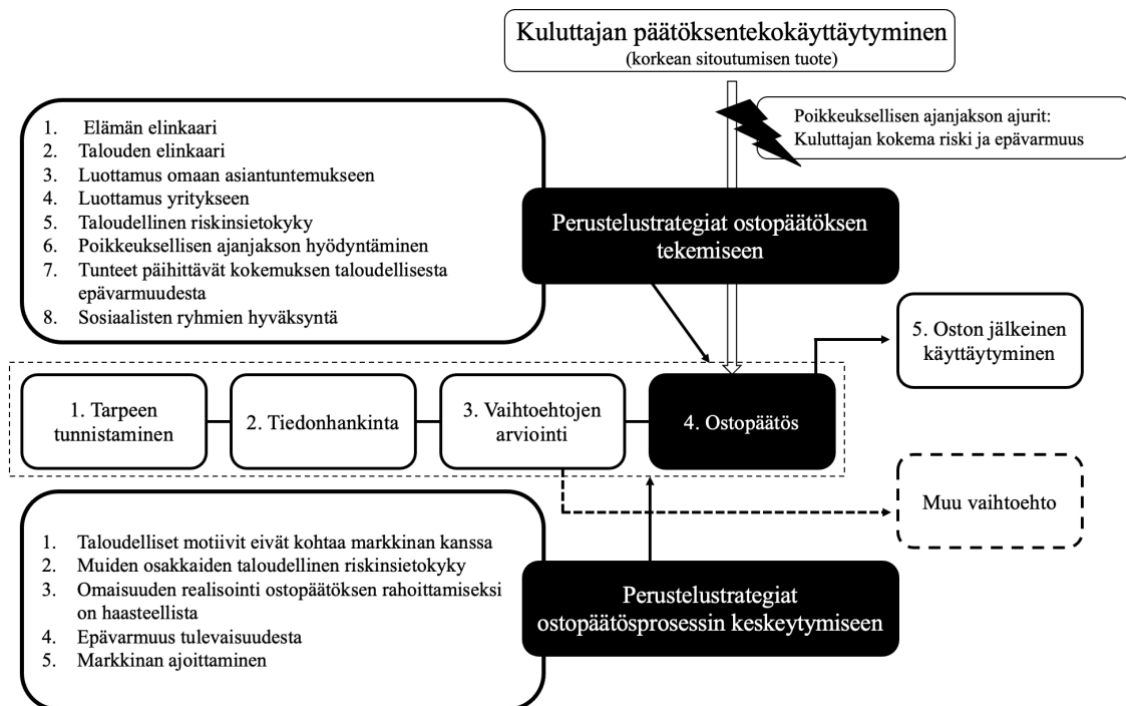 Kuluttajan päätöksentekokäyttäytyminen
(korkean sitoutumisen tuote)
Poikkeuksellisen ajanjakson ajurit:
Kuluttajan kokema riski ja epävarmuus
1. Elämän elinkaari
2. Talouden elinkaari
3. Luottamus omaan asiantuntemukseen
4. Luottamus yritykseen
5. Taloudellinen riskinsietokyky
6. Poikkeuksellisen ajanjakson hyödyntäminen
7. Tunteet päihittävät kokemuksen taloudellisesta
epävarmuudesta
8. Sosiaalisten ryhmien hyväksyntä
Perustelustrategiat ostopäätöksen
tekemiseen
5. Oston jälkeinen
käyttäytyminen
1. Tarpeen
tunnistaminen
2. Tiedonhankinta
3. Vaihtoehtojen
arviointi
4. Ostopäätös
Muu vaihtoehto
1. Taloudelliset motiivit eivät kohtaa markkinan kanssa
2. Muiden osakkaiden taloudellinen riskinsietokyky
3. Omaisuuden realisointi ostopäätöksen rahoittamiseksi
on haasteellista
4. Epävarmuus tulevaisuudesta
5. Markkinan ajoittaminen
Perustelustrategiat
ostopäätösprosessin keskeytymiseen